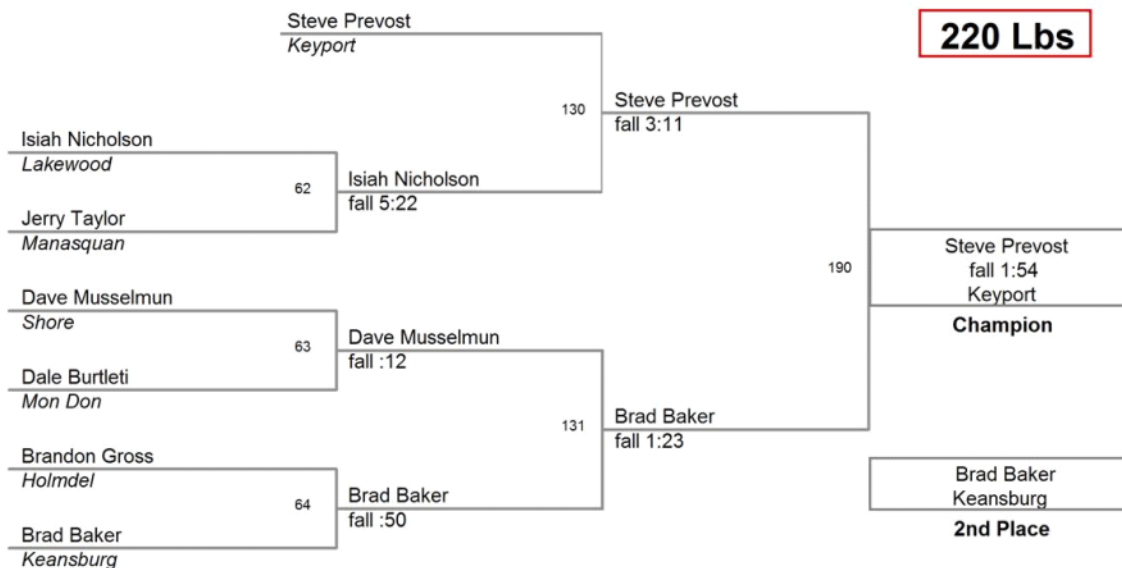 Steve Prevost
Keyport
220 Lbs
130
Steve Prevost
fall 3:11
Isiah Nicholson
Lakewood
62
Isiah Nicholson
fall 5:22
Jerry Taylor
Manasquan
190
Steve Prevost
fall 1:54
Keyport
Champion
Dave Musselmun
Shore
63
Dave Musselmun
fall :12
Dale Burtleti
Mon Don
131
Brad Baker
fall 1:23
Brandon Gross
Holmdel
64
Brad Baker
fall :50
Brad Baker
Keansburg
Brad Baker
Keansburg
2nd Place